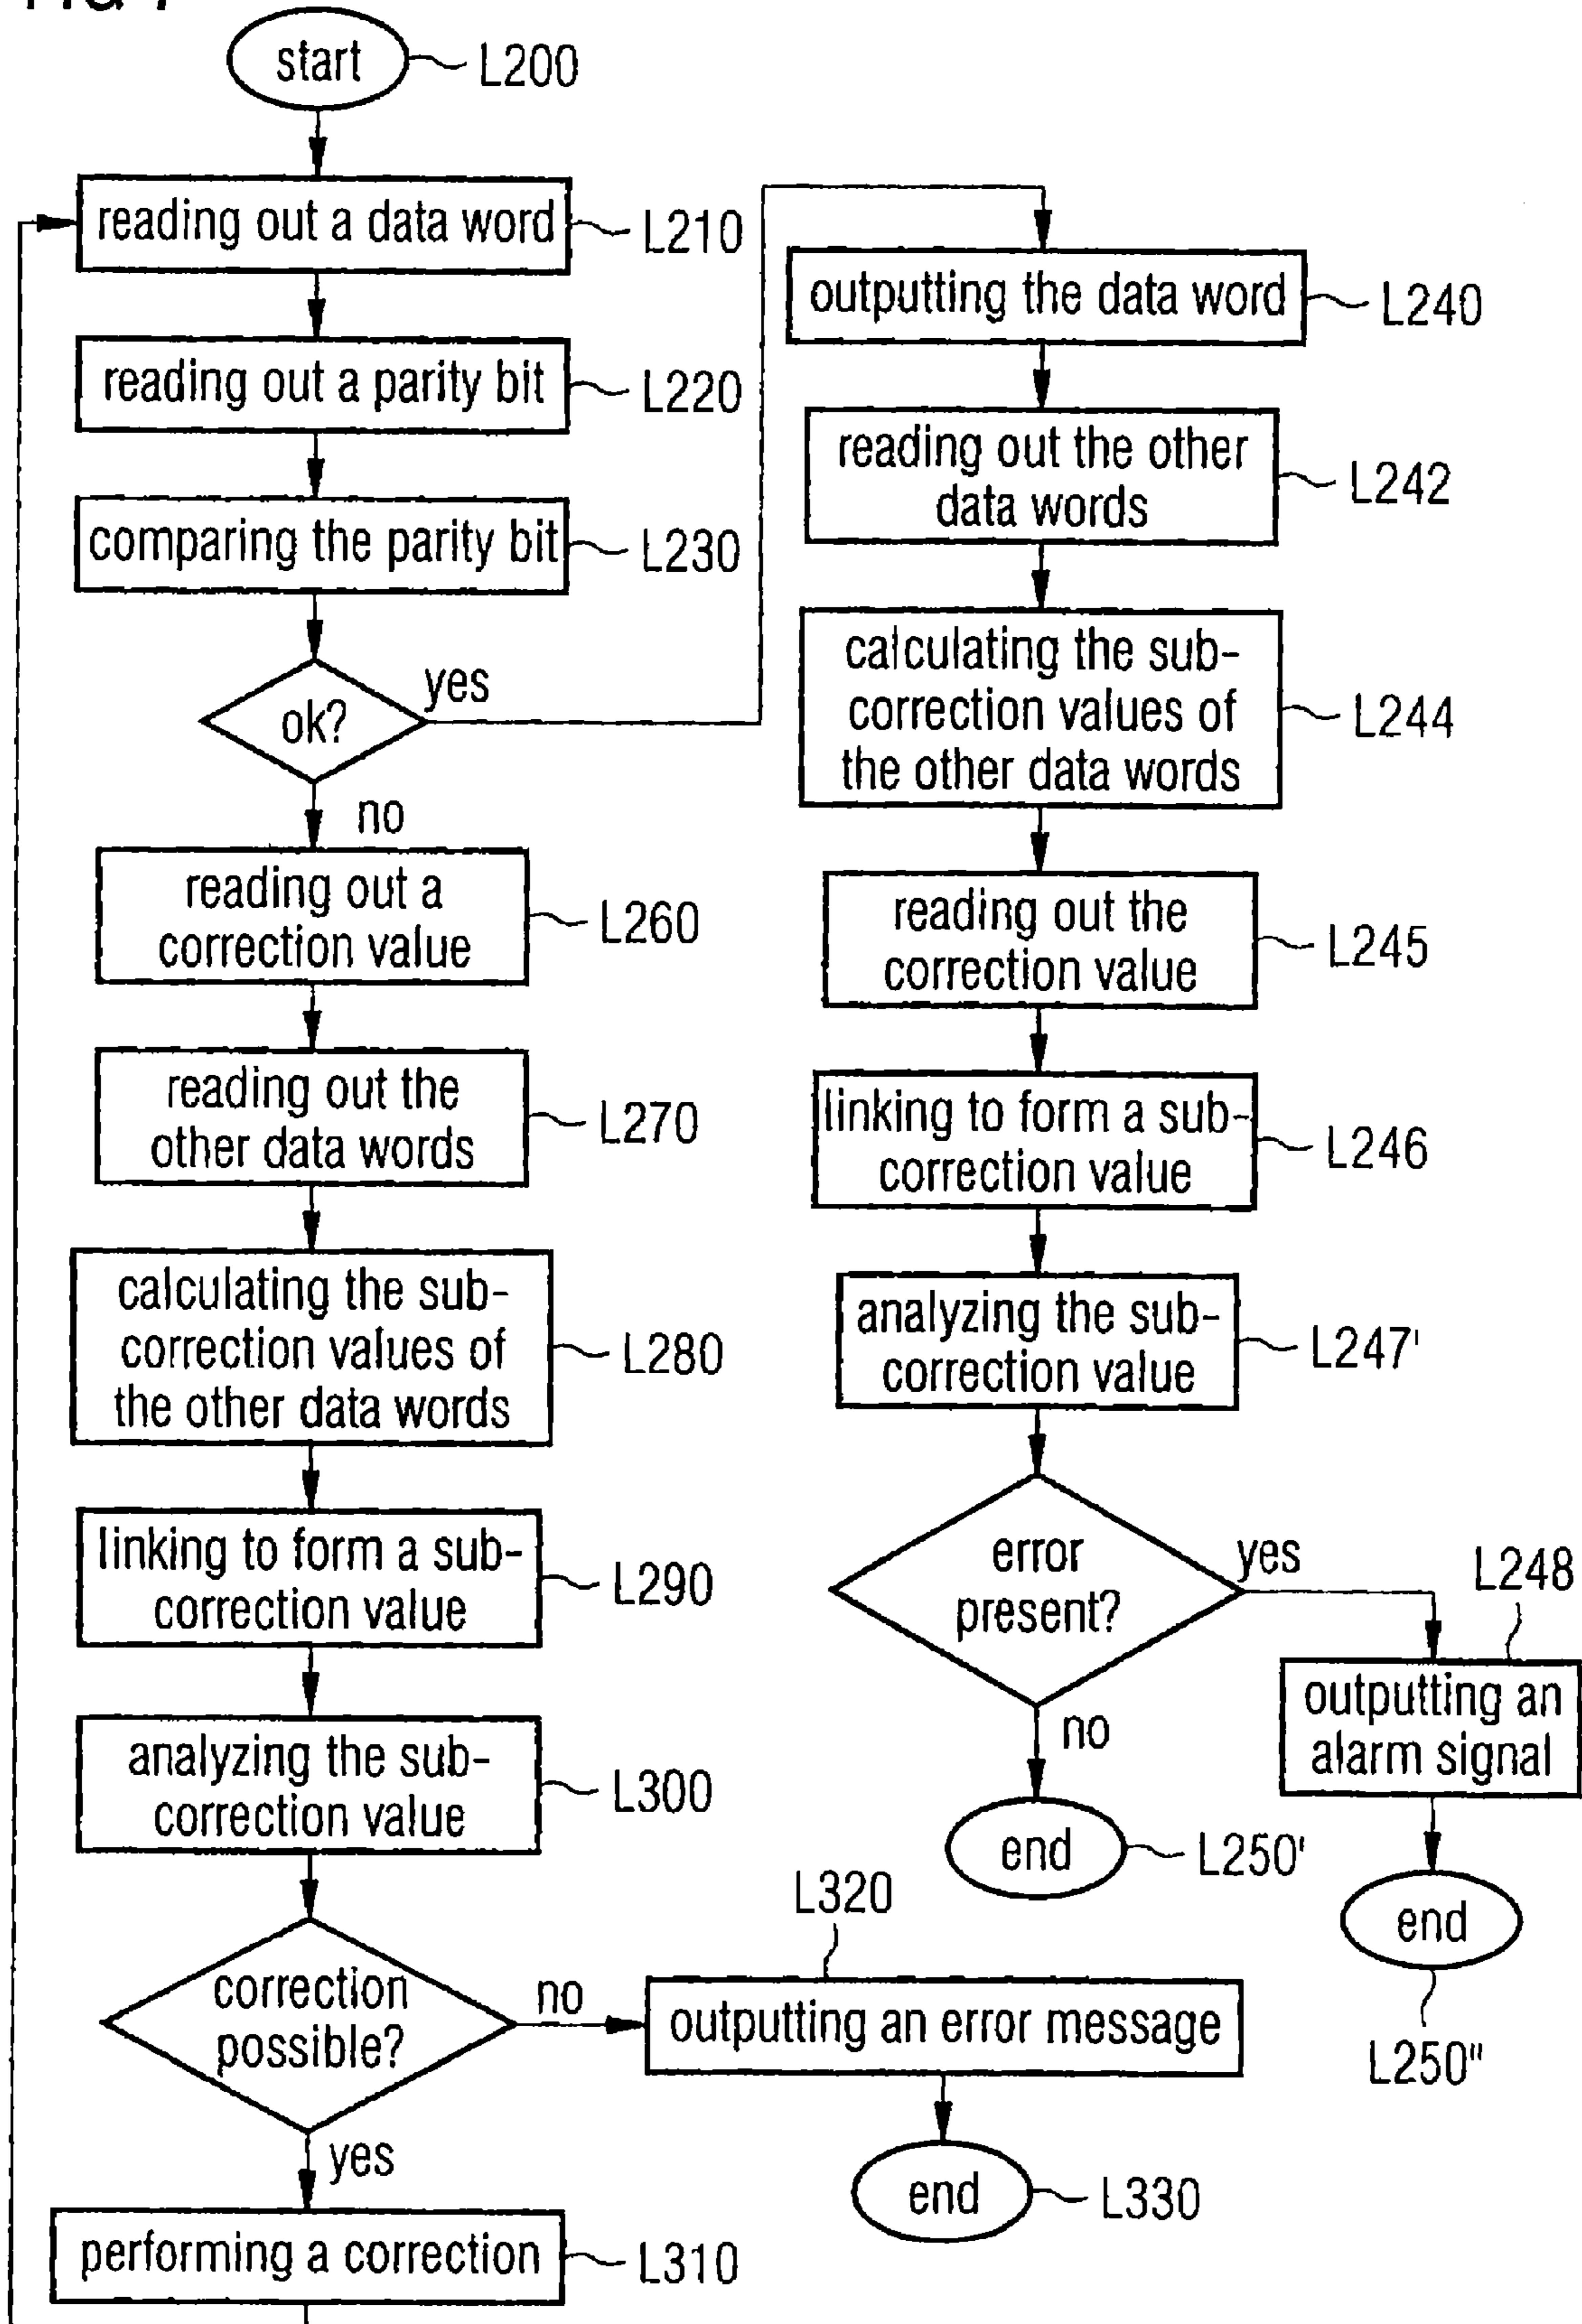 start
L200
reading out a data word
L210
reading out a parity bit
L220
comparing the parity bit
L230
ok?
yes
no
reading out a
correction value
L260
reading out the
other data words
L270
calculating the sub-
correction values of
the other data words
L280
linking to form a sub-
correction value
L290
analyzing the sub-
correction value
L300
correction
possible?
no
yes
performing a correction
L310
L320
outputting an error message
end
L330
outputting the data word
L240
reading out the other
data words
L242
calculating the sub-
correction values of
the other data words
L244
reading out the
correction value
L245
linking to form a sub-
correction value
L246
analyzing the sub-
correction value
L247'
error
present?
yes
no
end
L250'
L248
outputting an
alarm signal
end
L250"